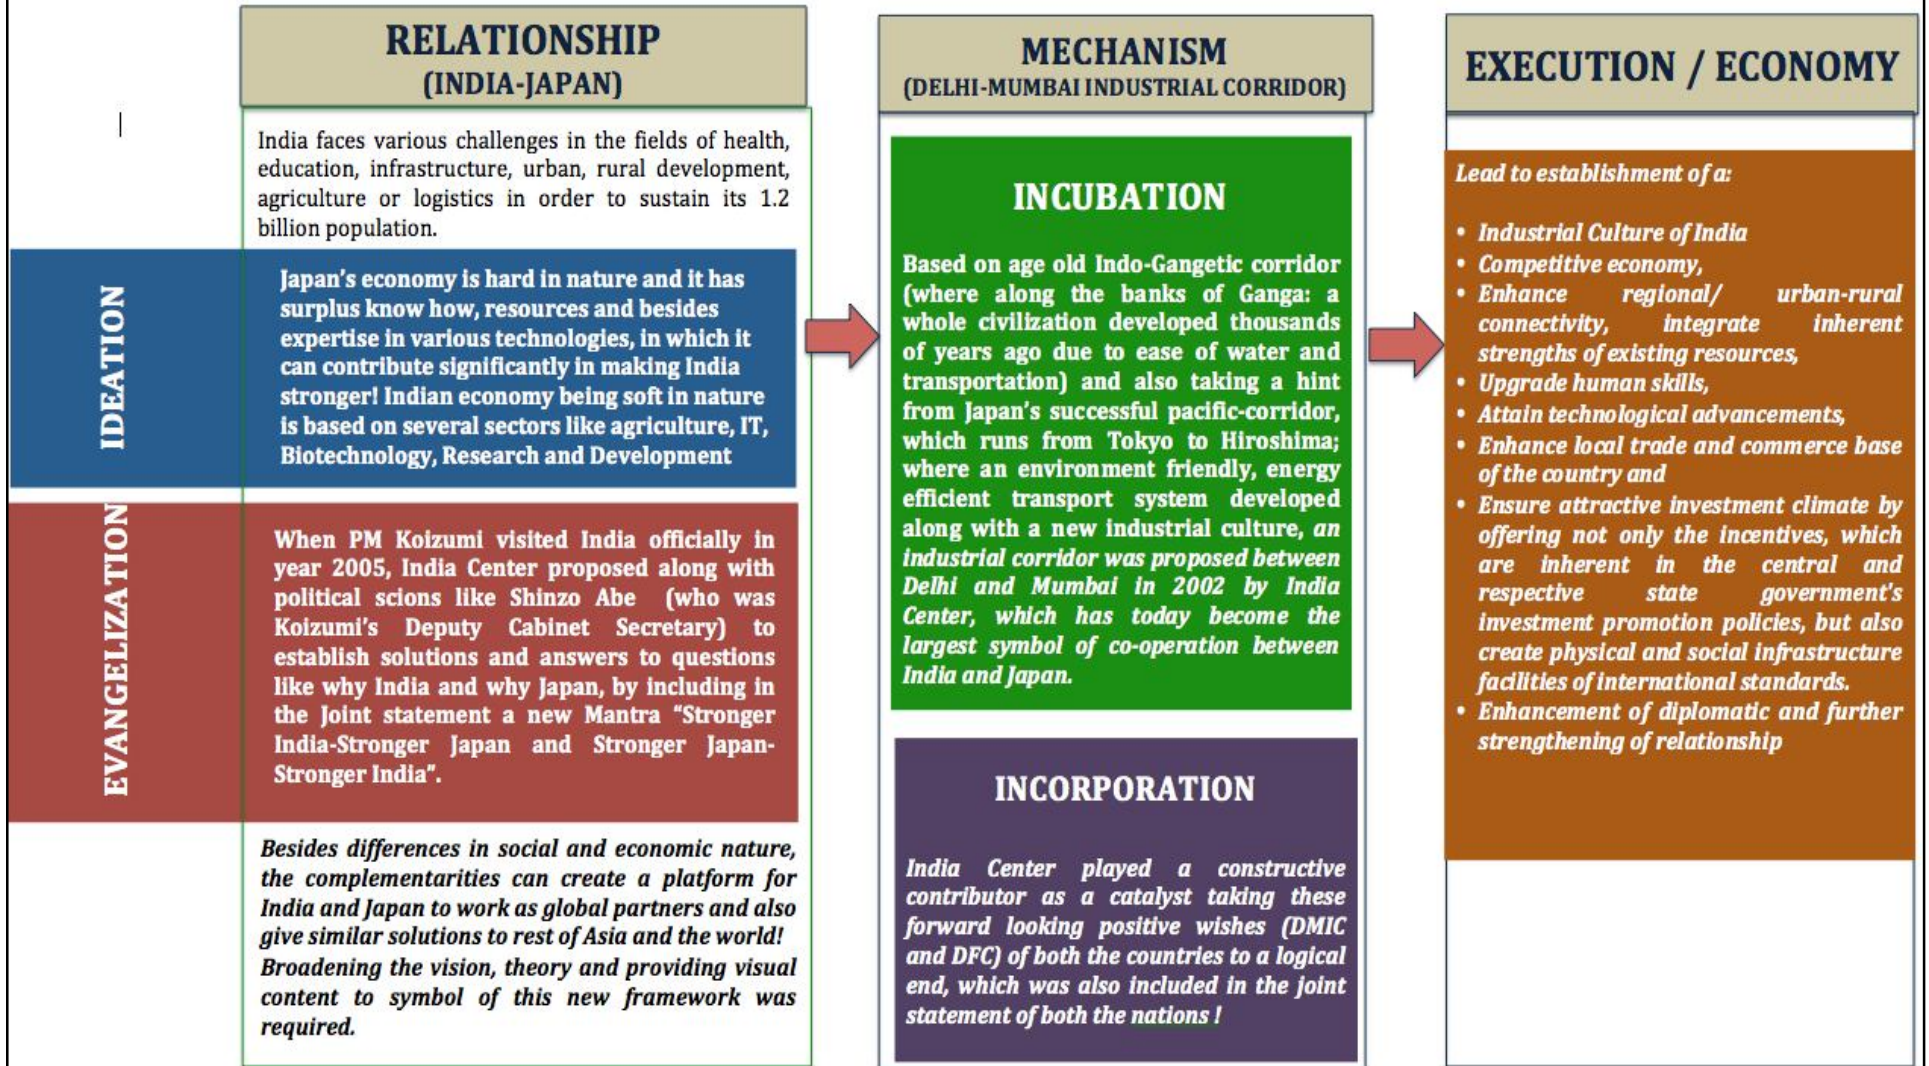 RELATIONSHIP
(INDIA-JAPAN)
India faces various challenges in the fields of health,
education, infrastructure, urban, rural development,
agriculture or logistics in order to sustain its 1.2
billion population.
IDEATION
Japan's economy is hard in nature and it has
surplus know how, resources and besides
expertise in various technologies, in which it
can contribute significantly in making India
stronger! Indian economy being soft in nature
is based on several sectors like agriculture, IT,
Biotechnology, Research and Development
EVANGELIZATION
When PM Koizumi visited India officially in
year 2005, India Center proposed along with
political scions like Shinzo Abe (who was
Koizumi's Deputy Cabinet Secretary) to
establish solutions and answers to questions
like why India and why Japan, by including in
the Joint statement a new Mantra "Stronger
India-Stronger Japan and Stronger Japan-
Stronger India".
Besides differences in social and economic nature,
the complementarities can create a platform for
India and Japan to work as global partners and also
give similar solutions to rest of Asia and the world!
Broadening the vision, theory and providing visual
content to symbol of this new framework was
required.
MECHANISM
(DELHI-MUMBAI INDUSTRIAL CORRIDOR)
INCUBATION
Based on age old Indo-Gangetic corridor
(where along the banks of Ganga: a
whole civilization developed thousands
of years ago due to ease of water and
transportation) and also taking a hint
from Japan's successful pacific-corridor,
which runs from Tokyo to Hiroshima;
where an environment friendly, energy
efficient transport system developed
along with a new industrial culture, an
industrial corridor was proposed between
Delhi and Mumbai in 2002 by India
Center, which has today become the
largest symbol of co-operation between
India and Japan.
INCORPORATION
India Center played a constructive
contributor as a catalyst taking these
forward looking positive wishes (DMIC
and DFC) of both the countries to a logical
end, which was also included in the joint
statement of both the nations !
EXECUTION / ECONOMY
Lead to establishment of a:
• Industrial Culture of India
• Competitive economy,
• Enhance regional/ urban-rural
connectivity, integrate inherent
strengths of existing resources,
• Upgrade human skills,
• Attain technological advancements,
• Enhance local trade and commerce base
of the country and
• Ensure attractive investment climate by
offering not only the incentives, which
are inherent in the central and
respective state government's
investment promotion policies, but also
create physical and social infrastructure
facilities of international standards.
• Enhancement of diplomatic and further
strengthening of relationship